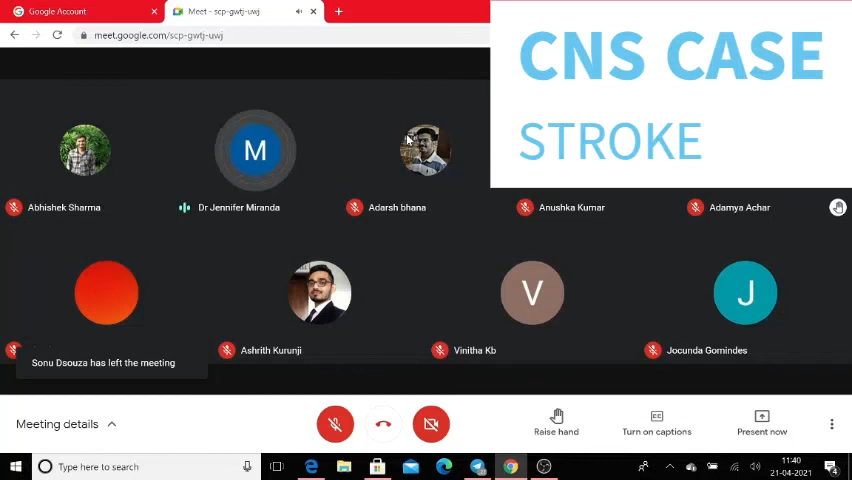 Google Account
Meet - scp-gwtj-uwj
meet.google.com/scp-gwtj-uwj
CNS CASE
STROKE
M
Abhishek Sharma
Dr Jennifer Miranda
Adarsh bhana
Anushka Kumar
Adamya Achar
V
J
Ashrith Kurunji
Vinitha Kb
Jocunda Gomindes
Sonu Dsouza has left the meeting
Meeting details
Raise hand
Turn on captions
Present now
Type here to search
11:40
21-04-2021
4